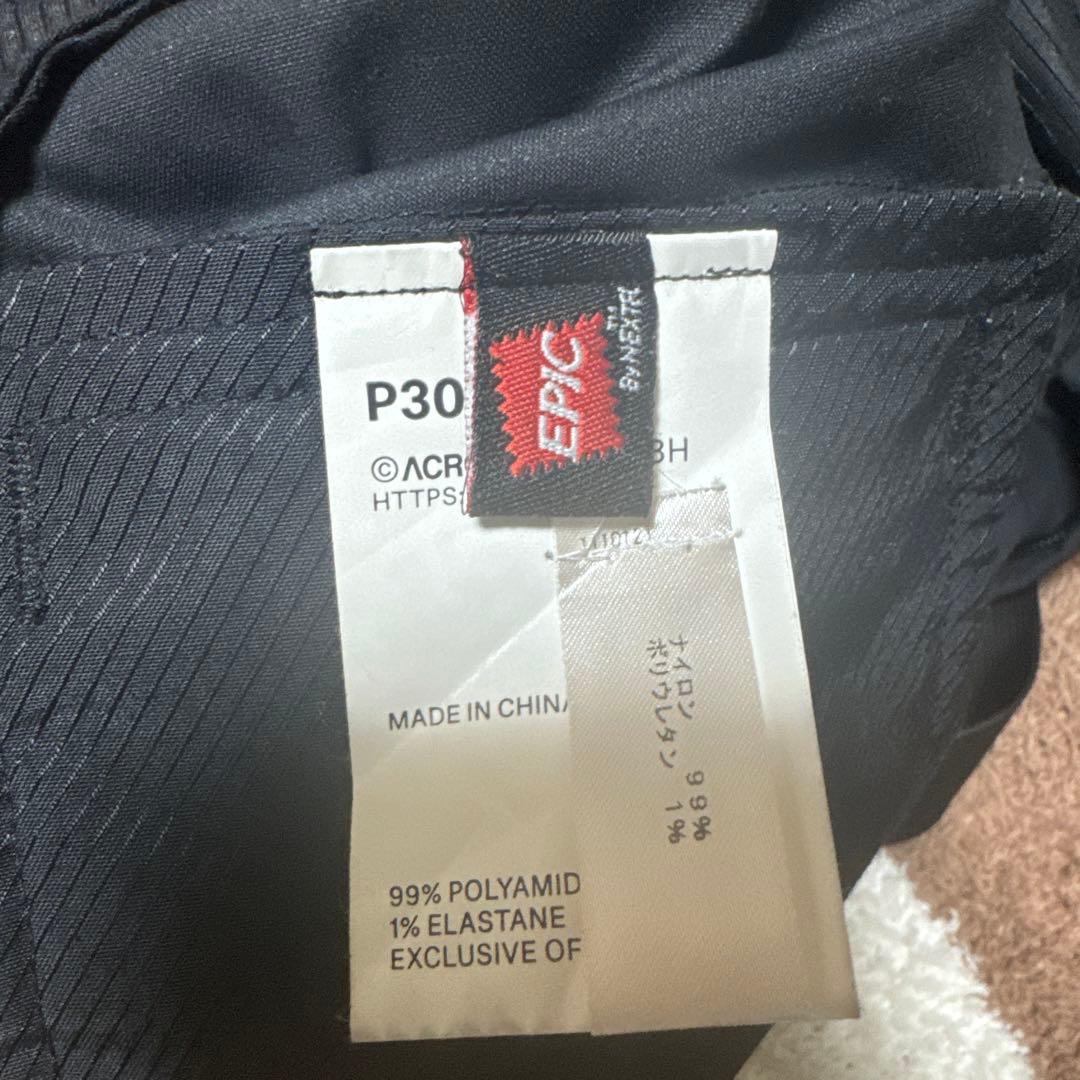 P30
EPIC
By NEXTEC
TM
©ACR
BH
HTTPS:
MADE IN CHINA
ナイロン 99%
ポリウレタン 1%
99% POLYAMID
1% ELASTANE
EXCLUSIVE OF